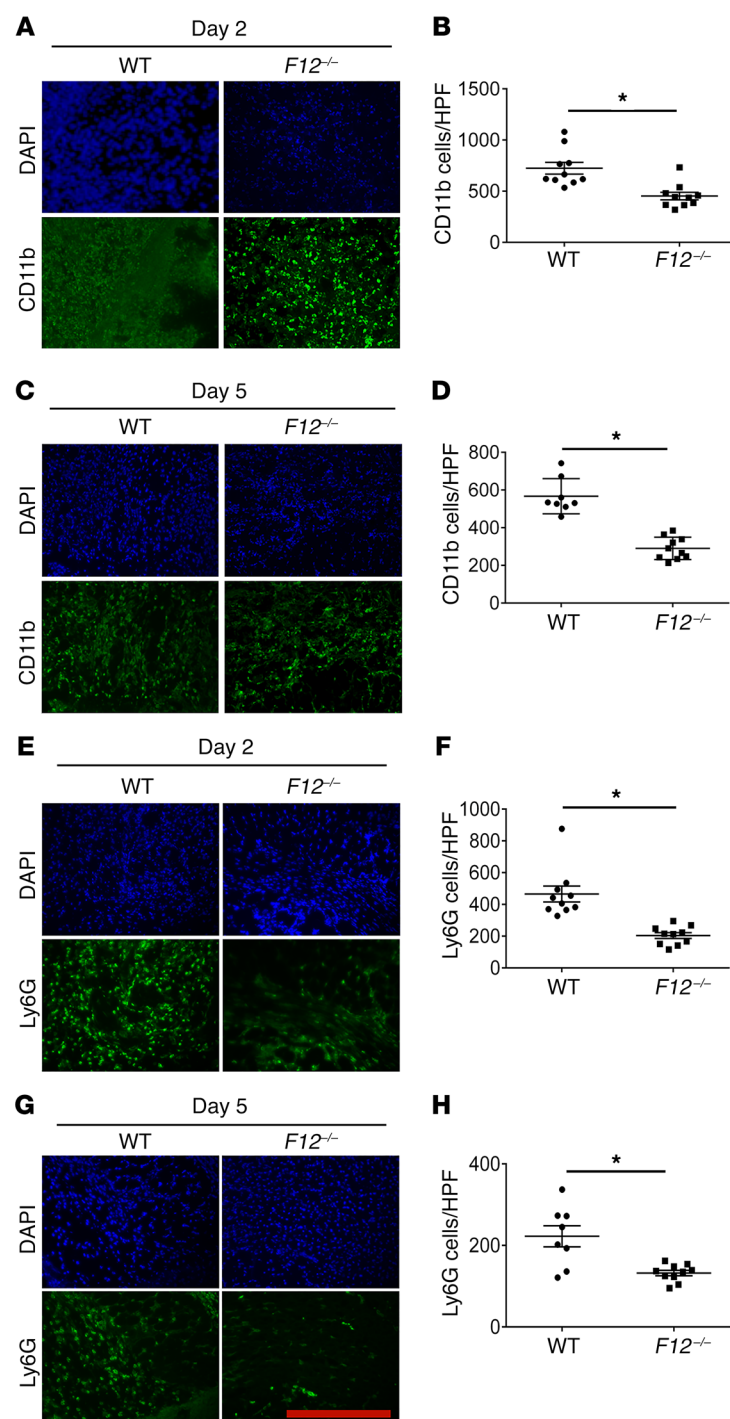 A
Day 2
WT F12–/–
DAPI
CD11b
B
CD11b cells/HPF
1500
1000
500
0
*
WT F12–/–
C
Day 5
WT F12–/–
DAPI
CD11b
D
CD11b cells/HPF
800
600
400
200
0
*
WT F12–/–
E
Day 2
WT F12–/–
DAPI
Ly6G
F
Ly6G cells/HPF
1000
800
600
400
200
0
*
WT F12–/–
G
Day 5
WT F12–/–
DAPI
Ly6G
H
Ly6G cells/HPF
400
200
0
*
WT F12–/–